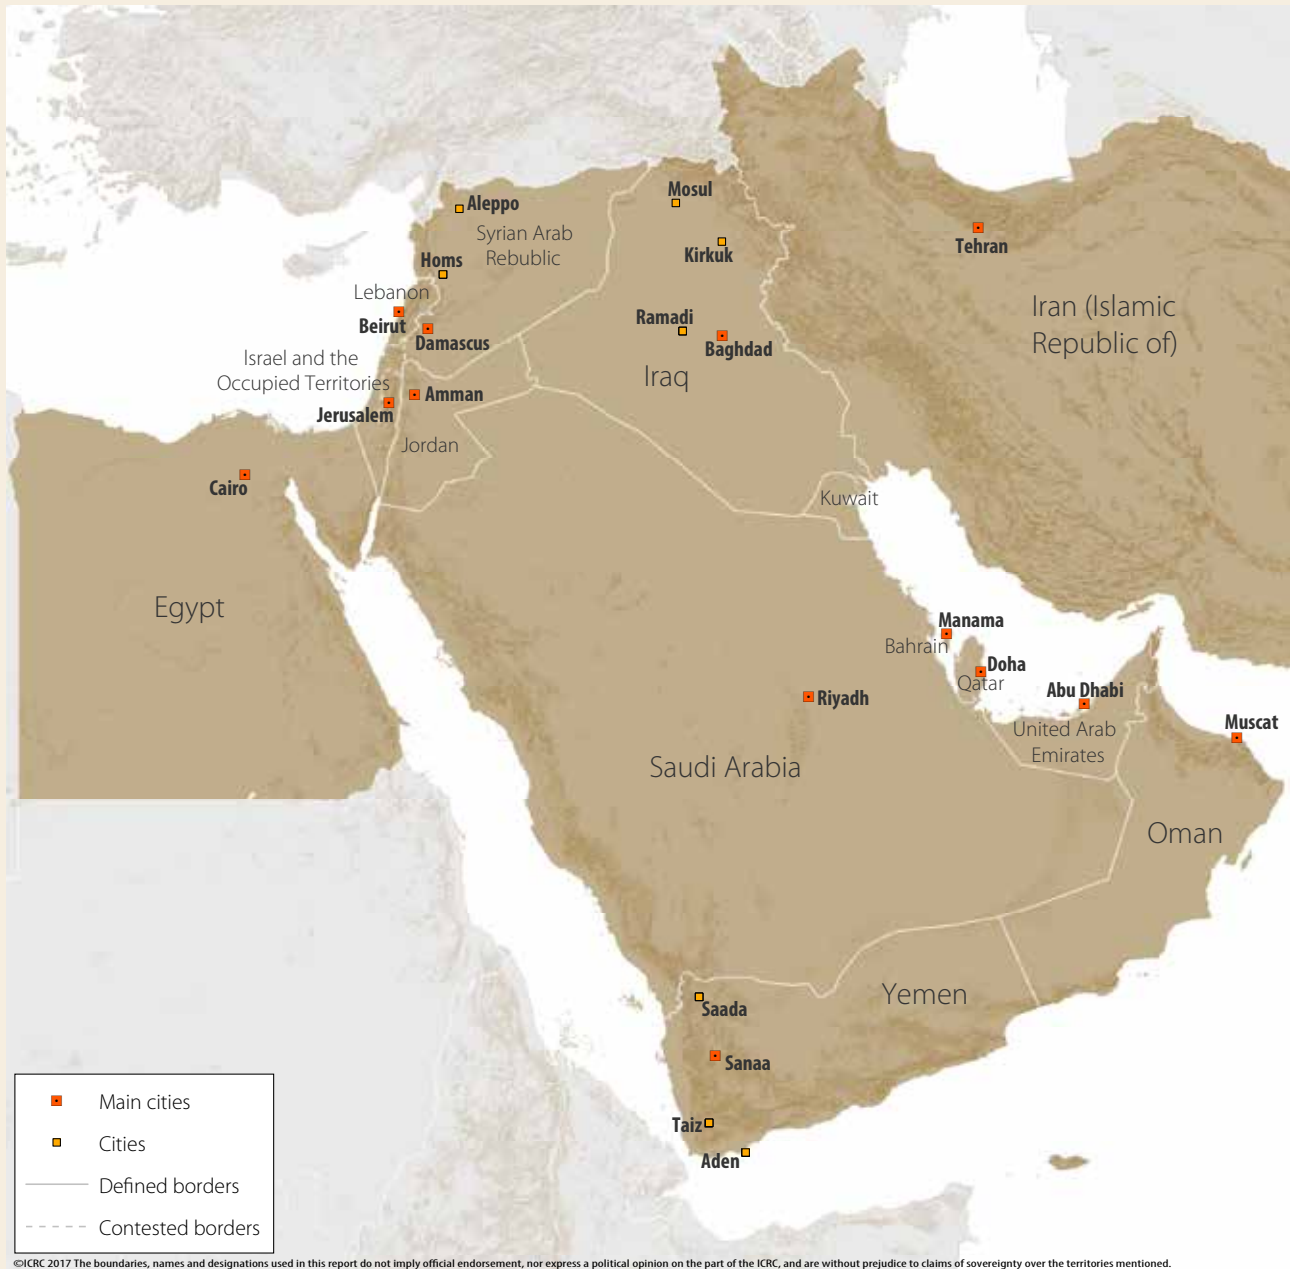 Mosul
Aleppo
Syrian Arab
Rebublic
Kirkuk
Tehran
Homs
Lebanon
Iran (Islamic
Republic of)
Ramadi
Beirut
Damascus
Baghdad
Israel and the
Occupied Territories
Iraq
Amman
Jerusalem
Jordan
Cairo
Kuwait
Egypt
Manama
Bahrain
Doha
Qatar
Abu Dhabi
Riyadh
Muscat
United Arab
Emirates
Saudi Arabia
Oman
Yemen
Saada
Sanaa
Taiz
Aden
Main cities
Cities
Defined borders
Contested borders
©ICRC 2017 The boundaries, names and designations used in this report do not imply official endorsement, nor express a political opinion on the part of the ICRC, and are without prejudice to claims of sovereignty over the territories mentioned.